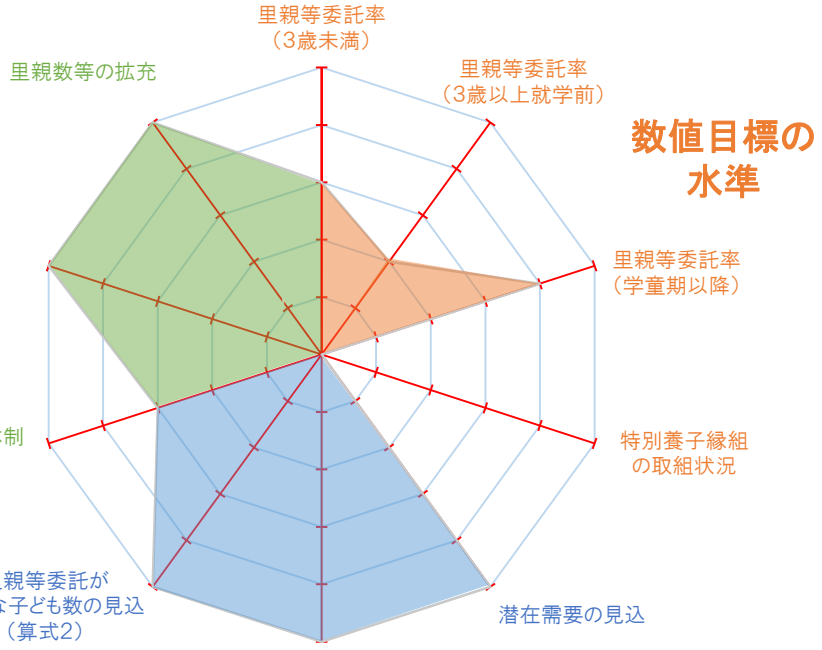 里親等委託率
（3歳未満）
里親数等の拡充
里親等委託率
（3歳以上就学前）
数値目標の
水準
里親等委託率
（学童期以降）
制
特別養子縁組
の取組状況
親等委託が
な子ども数の見込
（算式2）
潜在需要の見込